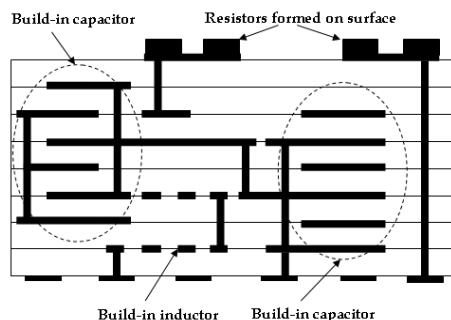 Build-in capacitor
Resistors formed on surface
Build-in inductor
Build-in capacitor